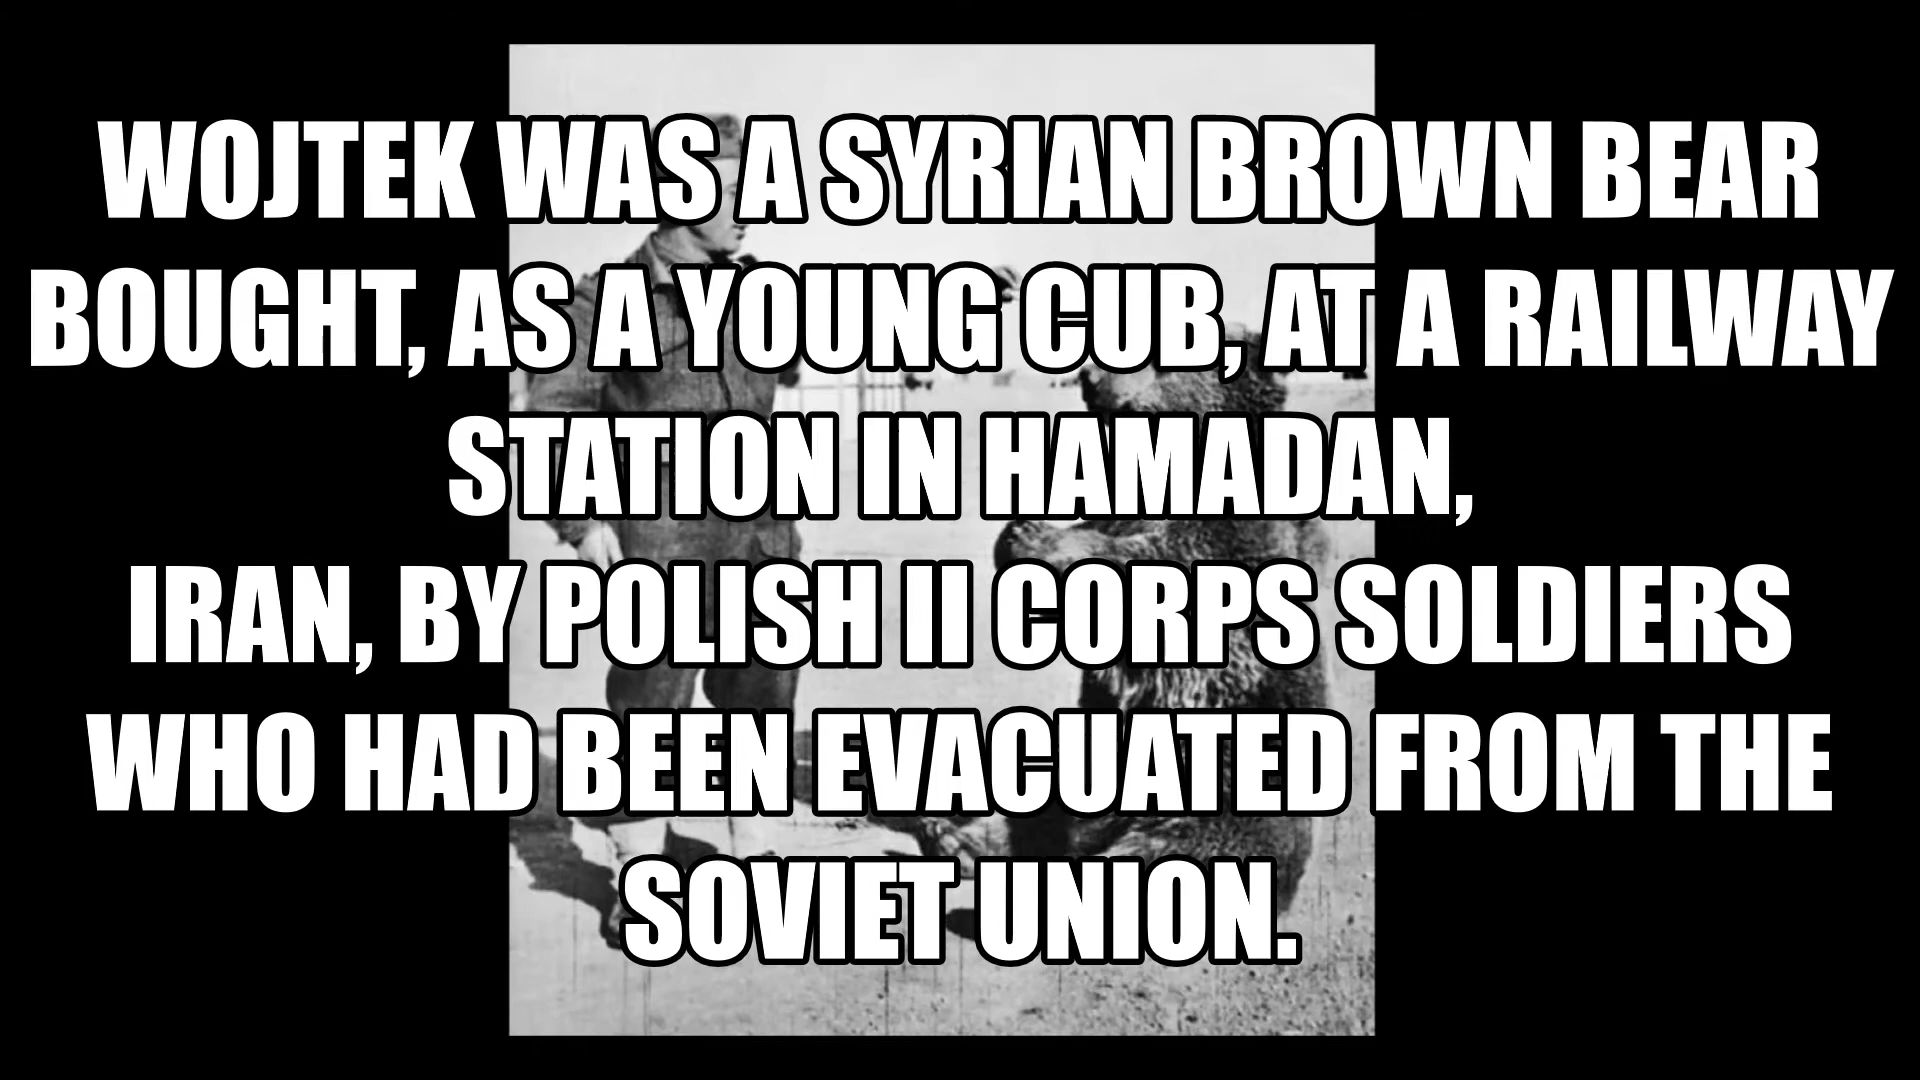 WOJTEK WAS A SYRIAN BROWN BEAR
BOUGHT, AS A YOUNG CUB, AT A RAILWAY
STATION IN HAMADAN,
IRAN, BY POLISH II CORPS SOLDIERS
WHO HAD BEEN EVACUATED FROM THE
SOVIET UNION.